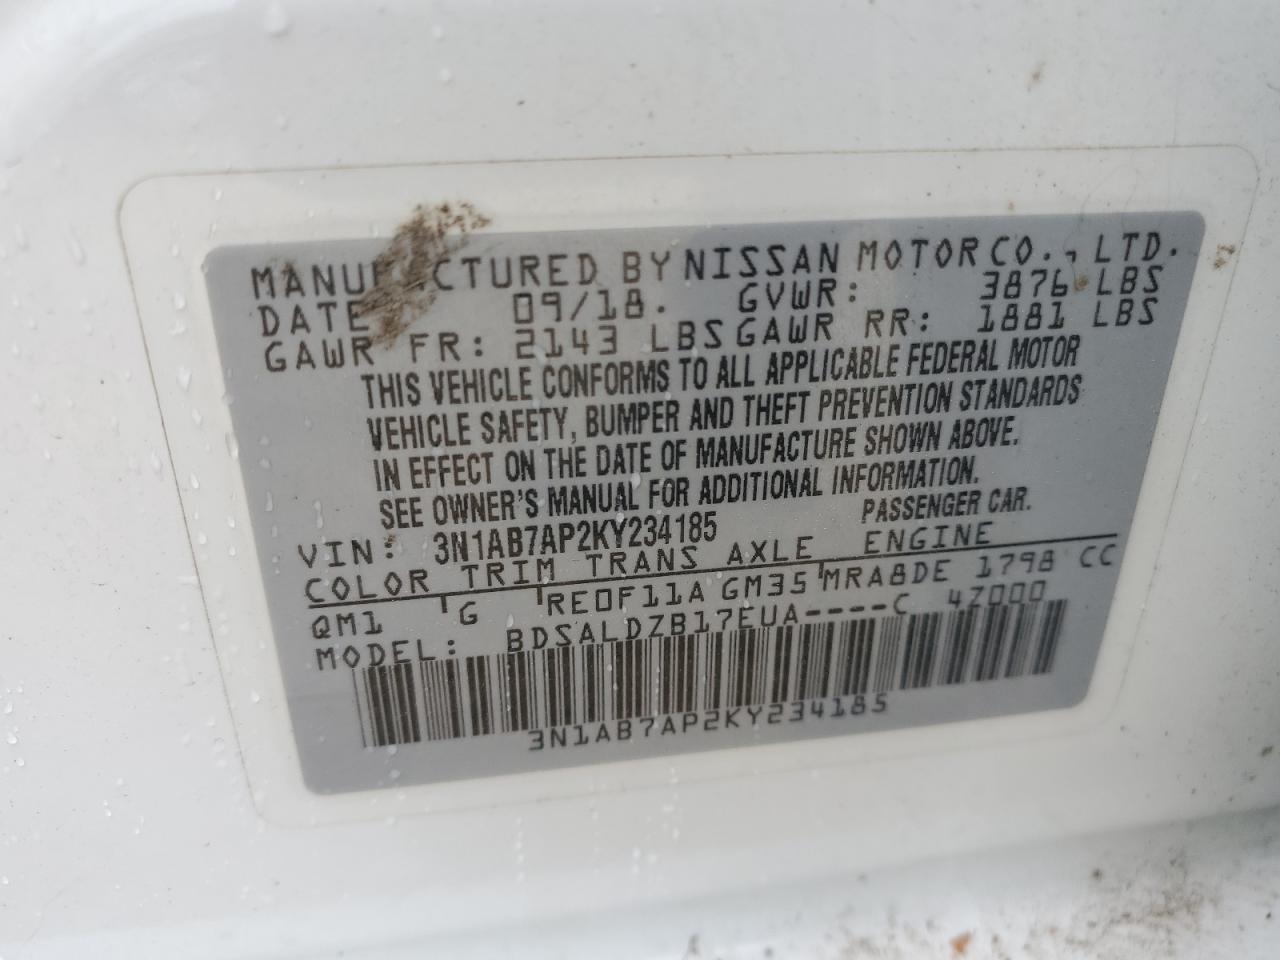 MANUFACTURED BY NISSAN MOTOR CO., LTD.
DATE 09/18. GVWR: 3876 LBS
GAWR FR: 2143 LBS GAWR RR: 1881 LBS
THIS VEHICLE CONFORMS TO ALL APPLICABLE FEDERAL MOTOR
VEHICLE SAFETY, BUMPER AND THEFT PREVENTION STANDARDS
IN EFFECT ON THE DATE OF MANUFACTURE SHOWN ABOVE.
SEE OWNER'S MANUAL FOR ADDITIONAL INFORMATION.
VIN: 3N1AB7AP2KY234185 PASSENGER CAR.
COLOR TRIM TRANS AXLE ENGINE
QM1 G RE0F11A GM35 MRA8DE 1798 CC
MODEL: BDSALDZB17EUA----C 4Z000
3N1AB7AP2KY234185